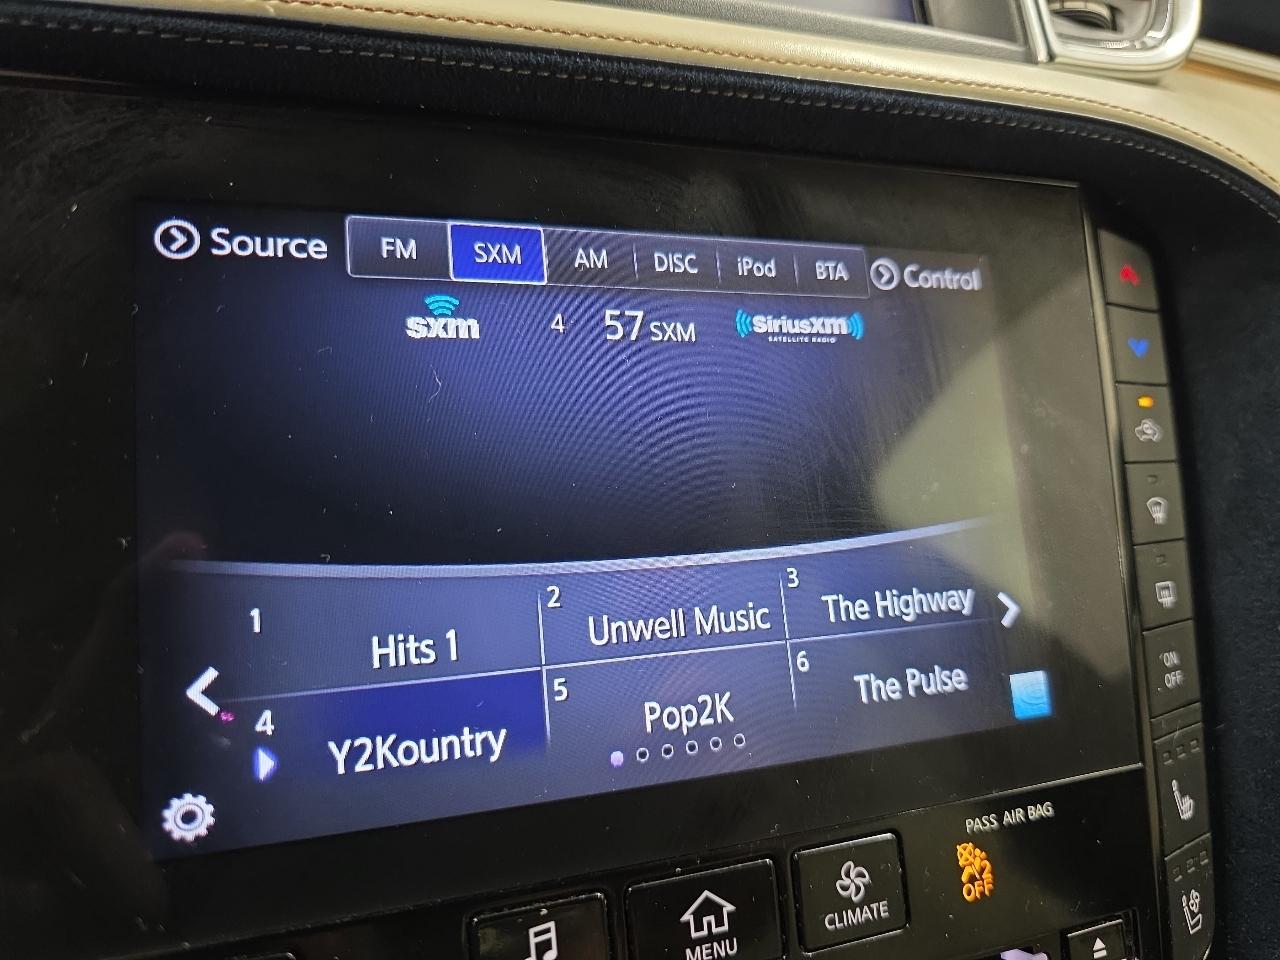 Source FM SXM AM DISC iPod BTA Control
sxm 4 57 SXM SiriusXM
SATELLITE RADIO
1 Hits 1
2 Unwell Music
3 The Highway
4 Y2Kountry
5 Pop2K
6 The Pulse
ON
OFF
PASS AIR BAG
2
OFF
MENU
CLIMATE